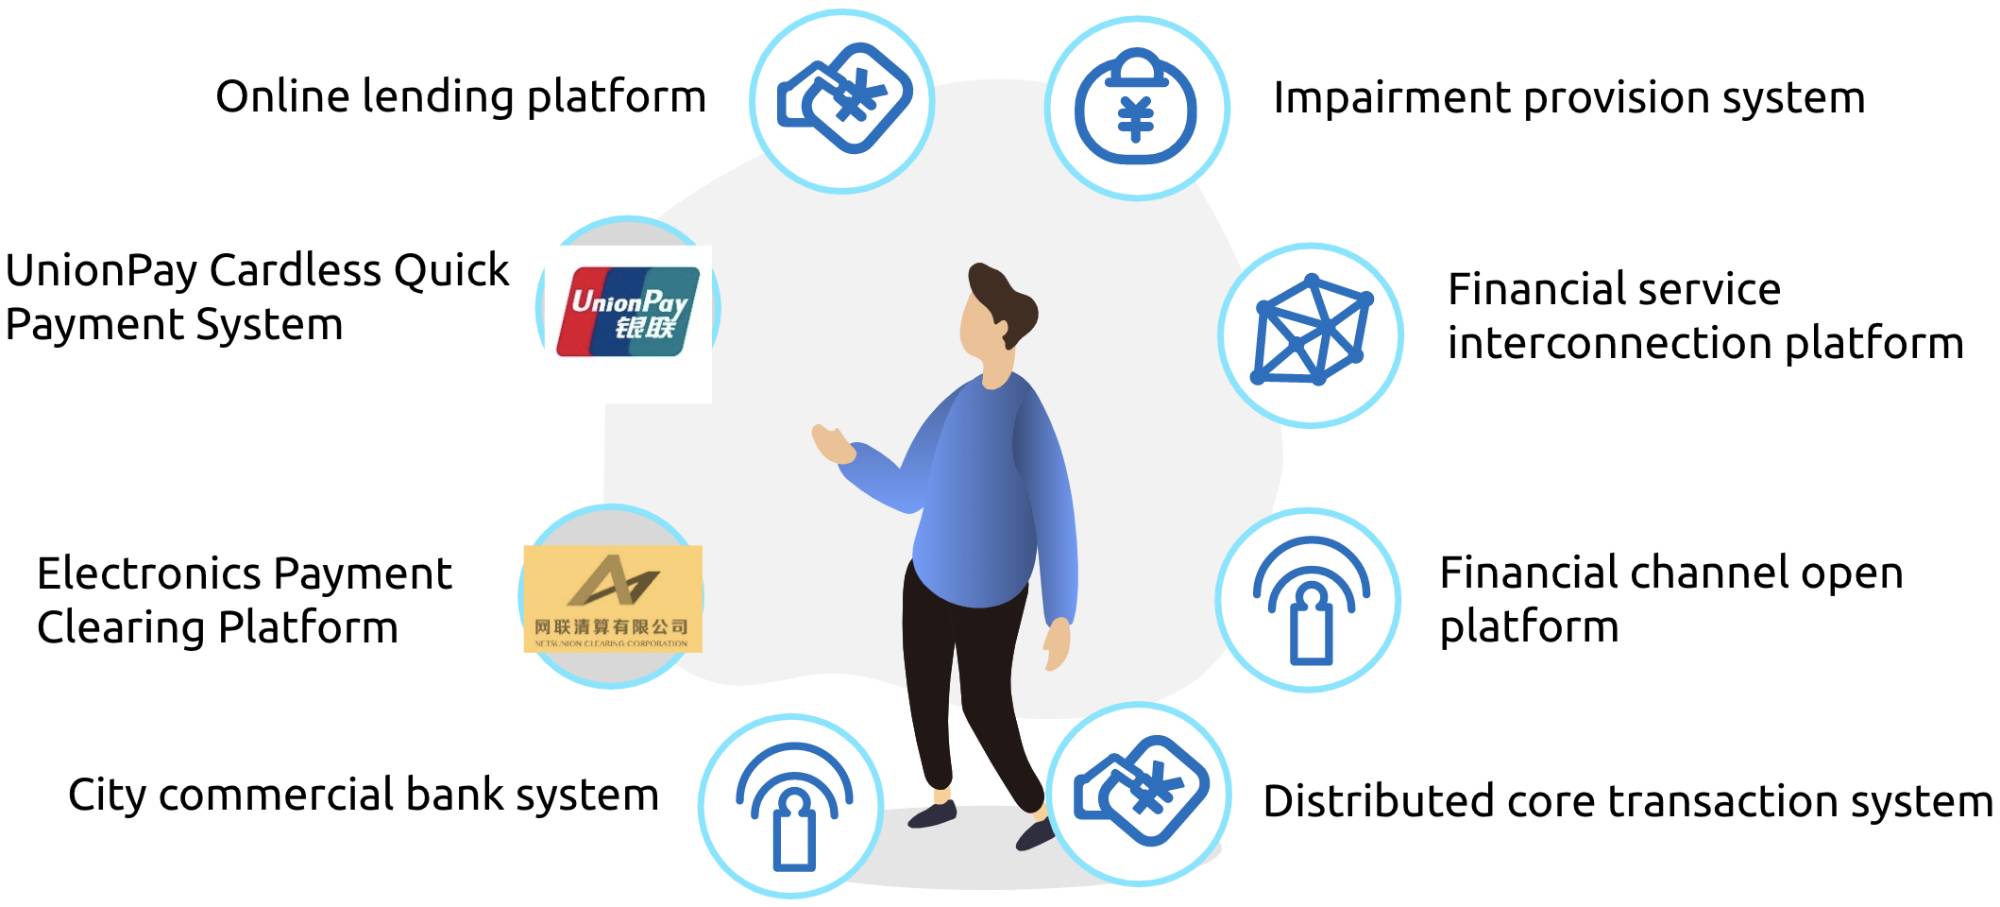 Online lending platform
Impairment provision system
UnionPay Cardless Quick
Payment System
UnionPay
银联
Financial service
interconnection platform
Electronics Payment
Clearing Platform
网联清算有限公司
NETSUNION CLEARING CORPORATION
Financial channel open
platform
City commercial bank system
Distributed core transaction system